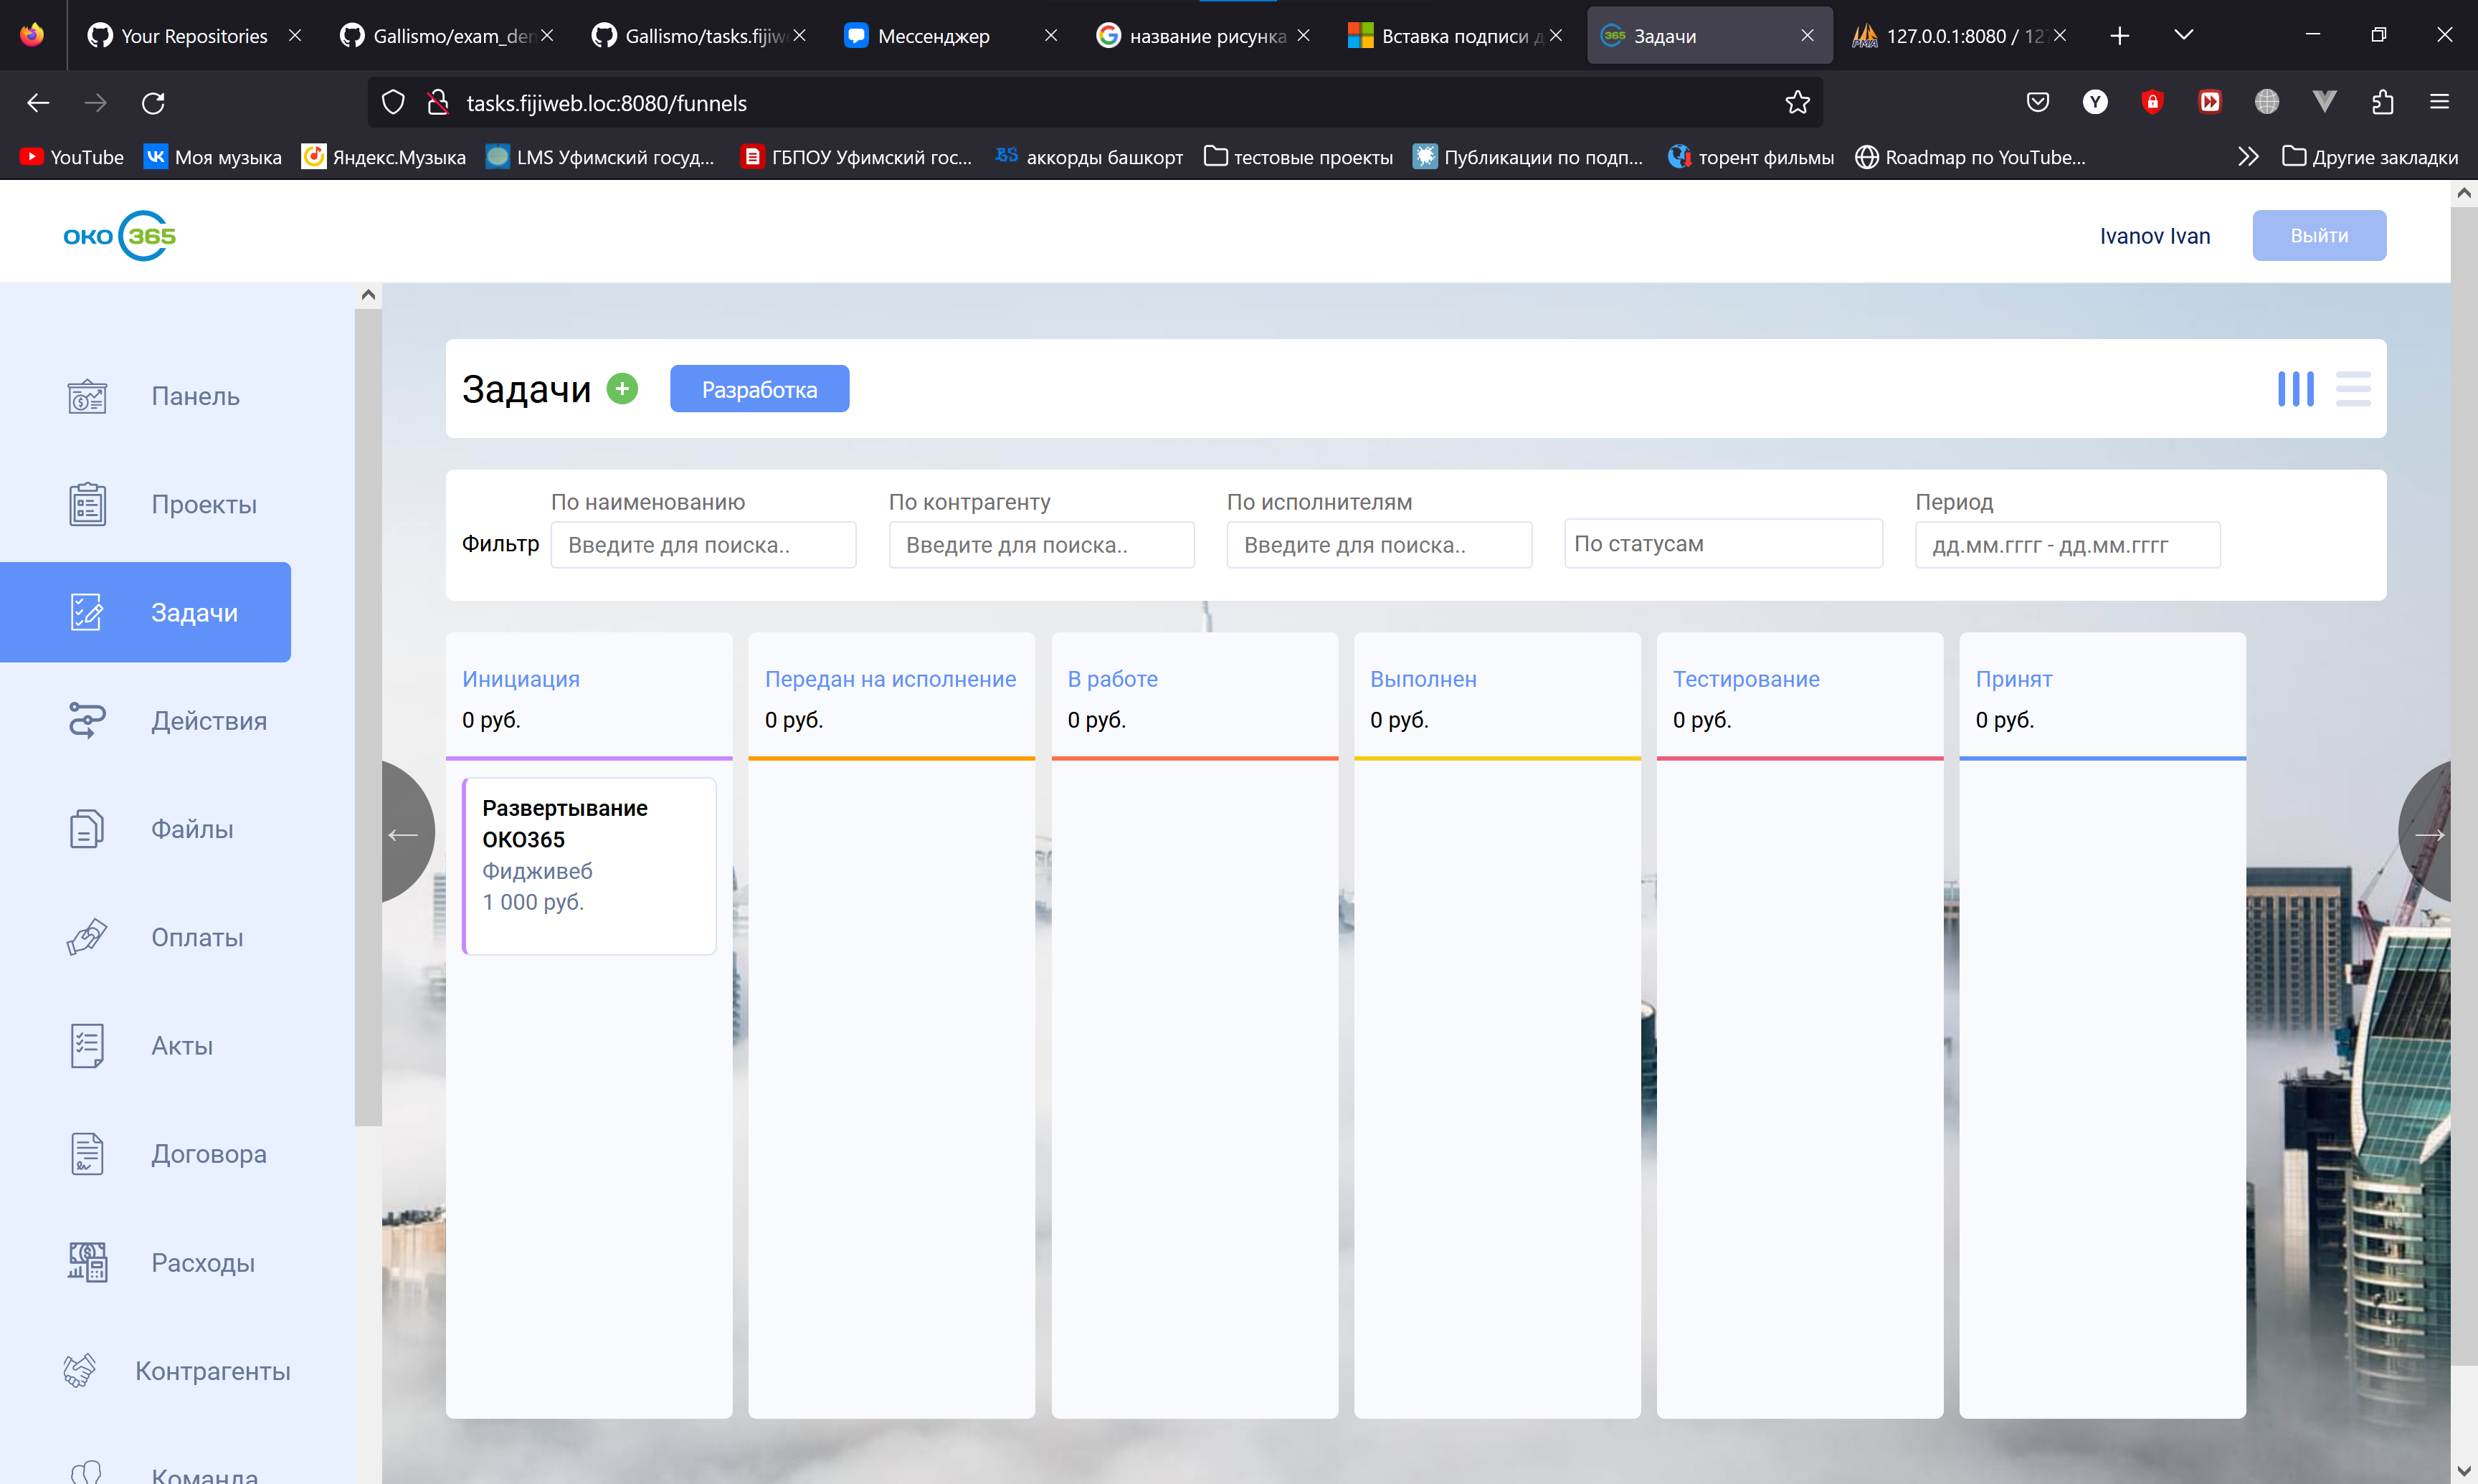 Your Repositories
Gallismo/exam_den
Gallismo/tasks.fijiw
Мессенджер
название рисунка
Вставка подписи д
Задачи
127.0.0.1:8080 / 127
tasks.fijiweb.loc:8080/funnels
YouTube
Моя музыка
Яндекс.Музыка
LMS Уфимский госуд...
ГБПОУ Уфимский гос...
аккорды башкорт
тестовые проекты
Публикации по подп...
торент фильмы
Roadmap по YouTube...
Другие закладки
ОКО 365
Ivanov Ivan
Выйти
Панель
Проекты
Задачи
Действия
Файлы
Оплаты
Акты
Договора
Расходы
Контрагенты
Команда
Задачи
Разработка
Фильтр
По наименованию
Введите для поиска..
По контрагенту
Введите для поиска..
По исполнителям
Введите для поиска..
По статусам
Период
дд.мм.гггг - дд.мм.гггг
Инициация
0 руб.
Передан на исполнение
0 руб.
В работе
0 руб.
Выполнен
0 руб.
Тестирование
0 руб.
Принят
0 руб.
Развертывание
ОКО365
Фидживеб
1 000 руб.